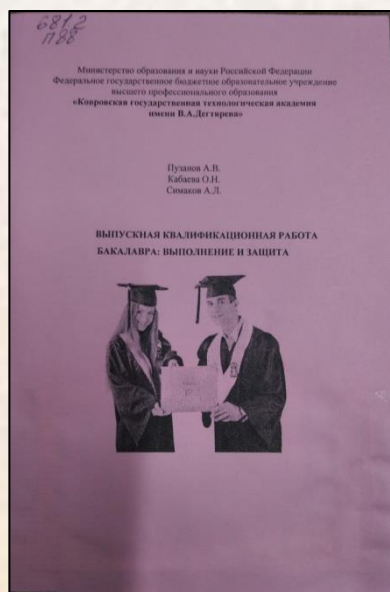 681.2
П88
Министерство образования и науки Российской Федерации
Федеральное государственное бюджетное образовательное учреждение
высшего профессионального образования
«Ковровская государственная технологическая академия
имени В.А.Дегтярева»
Пузанов А.В.
Кабаева О.Н.
Симаков А.Л.
ВЫПУСКНАЯ КВАЛИФИКАЦИОННАЯ РАБОТА
БАКАЛАВРА: ВЫПОЛНЕНИЕ И ЗАЩИТА